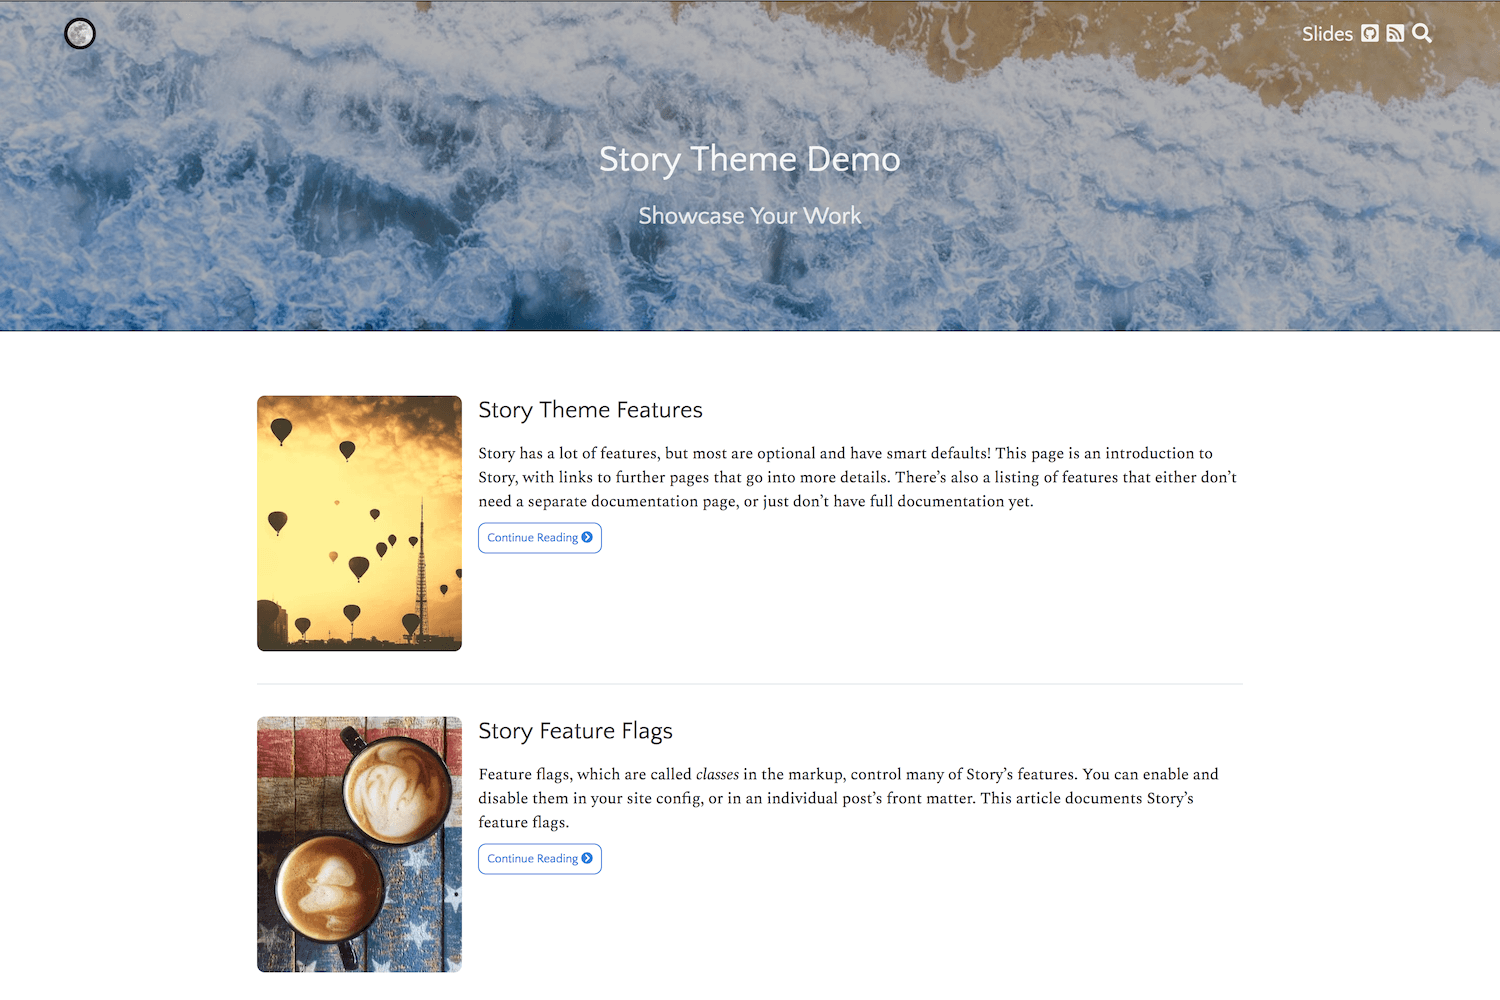 Slides
Story Theme Demo
Showcase Your Work
Story Theme Features
Story has a lot of features, but most are optional and have smart defaults! This page is an introduction to
Story, with links to further pages that go into more details. There’s also a listing of features that either don’t
need a separate documentation page, or just don’t have full documentation yet.
Continue Reading
Story Feature Flags
Feature flags, which are called classes in the markup, control many of Story’s features. You can enable and
disable them in your site config, or in an individual post’s front matter. This article documents Story’s
feature flags.
Continue Reading